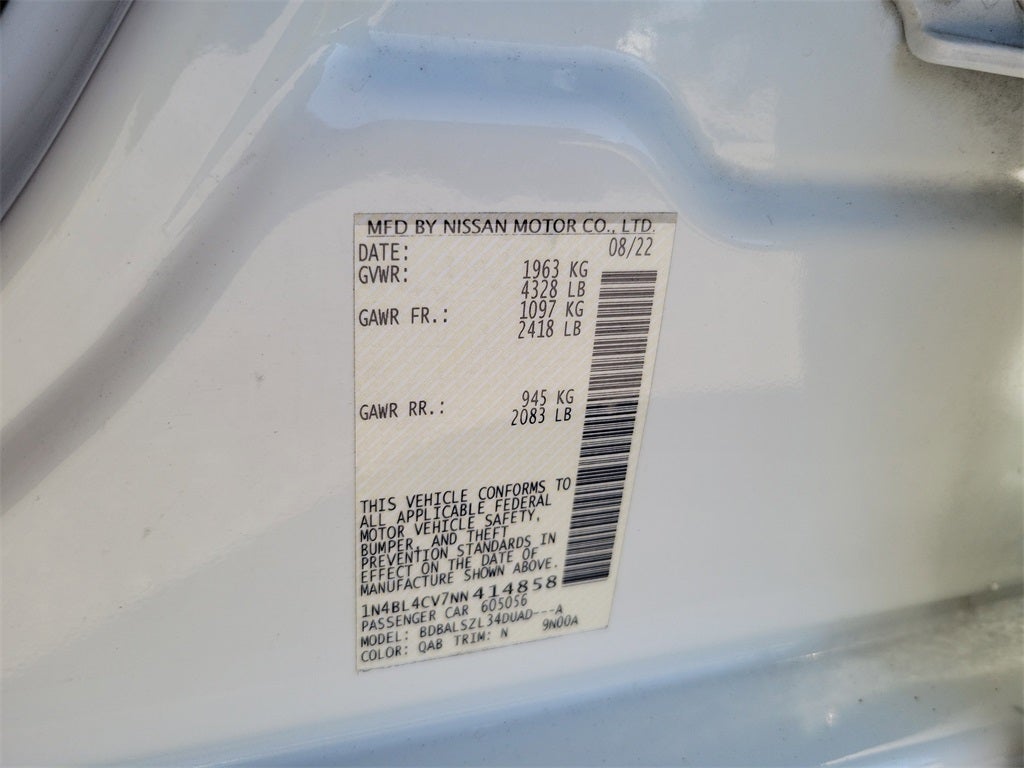 MFD BY NISSAN MOTOR CO., LTD.
DATE: 08/22
GVWR: 1963 KG
4328 LB
GAWR FR.: 1097 KG
2418 LB
GAWR RR.: 945 KG
2083 LB
THIS VEHICLE CONFORMS TO
ALL APPLICABLE FEDERAL
MOTOR VEHICLE SAFETY,
BUMPER, AND THEFT
PREVENTION STANDARDS IN
EFFECT ON THE DATE OF
MANUFACTURE SHOWN ABOVE.
1N4BL4CV7NN414858
PASSENGER CAR 605056
MODEL: BDBALSZL34DUAD---A
COLOR: QAB TRIM: N 9N00A